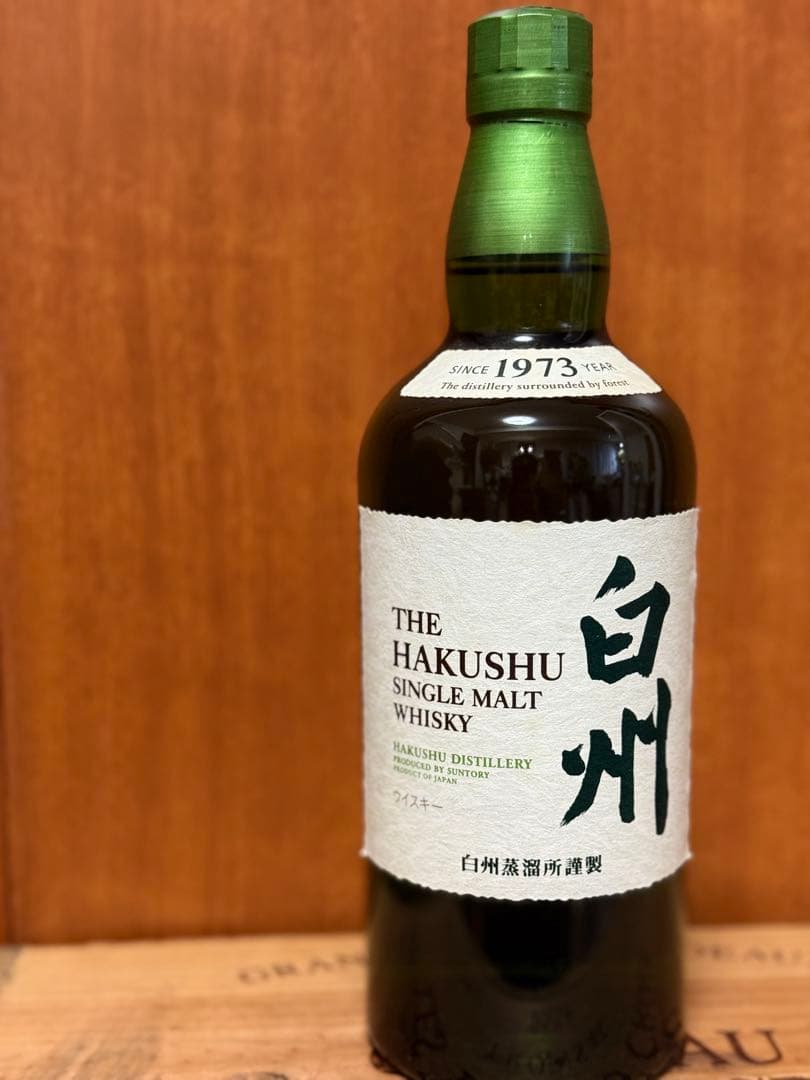 SINCE 1973 YEAR
The distillery surrounded by forest
THE
HAKUSHU
SINGLE MALT
WHISKY
白州
HAKUSHU DISTILLERY
PRODUCED BY SUNTORY
PRODUCT OF JAPAN
ウイスキー
白州蒸溜所謹製